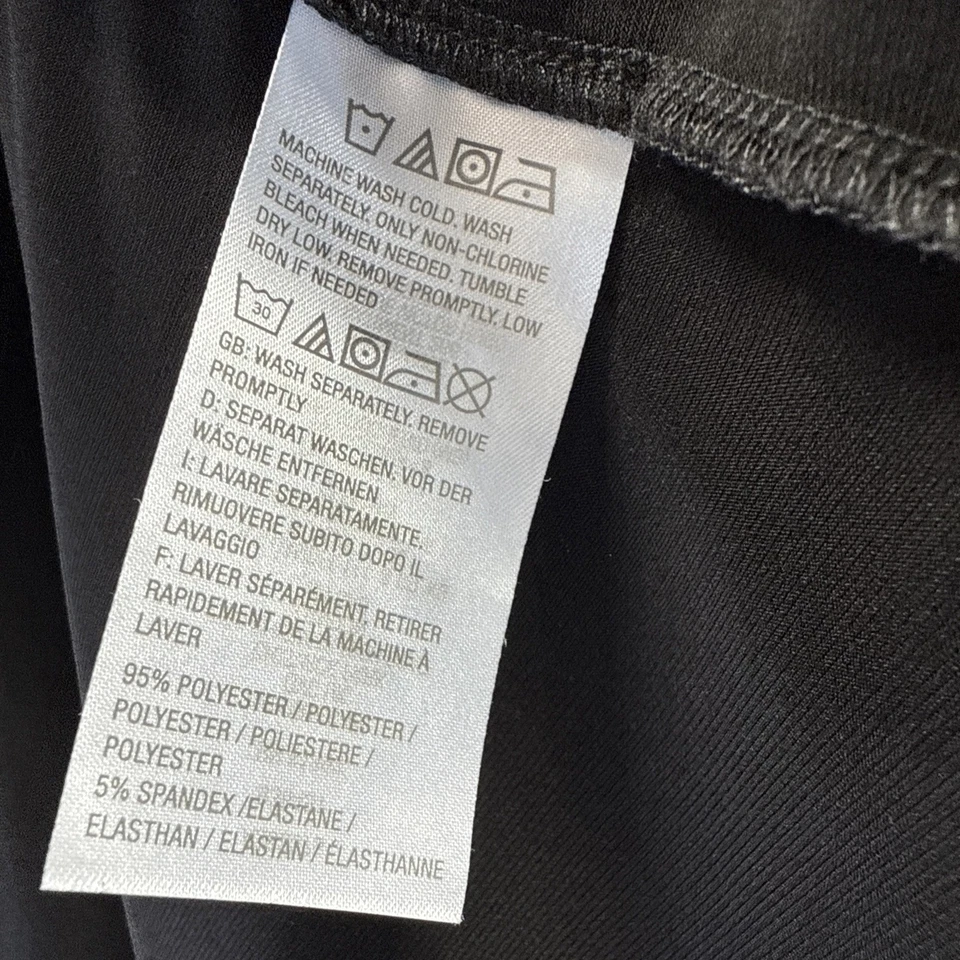 MACHINE WASH COLD. WASH
SEPARATELY. ONLY NON-CHLORINE
BLEACH WHEN NEEDED. TUMBLE
DRY LOW. REMOVE PROMPTLY. LOW
IRON IF NEEDED
30
GB: WASH SEPARATELY. REMOVE
PROMPTLY
D: SEPARAT WASCHEN. VOR DER
WÄSCHE ENTFERNEN
I: LAVARE SEPARATAMENTE.
RIMUOVERE SUBITO DOPO IL
LAVAGGIO
F: LAVER SÉPARÉMENT. RETIRER
RAPIDEMENT DE LA MACHINE À
LAVER
95% POLYESTER / POLYESTER /
POLYESTER / POLIESTERE /
POLYESTER
5% SPANDEX /ELASTANE /
ELASTHAN / ELASTAN / ÉLASTHANNE